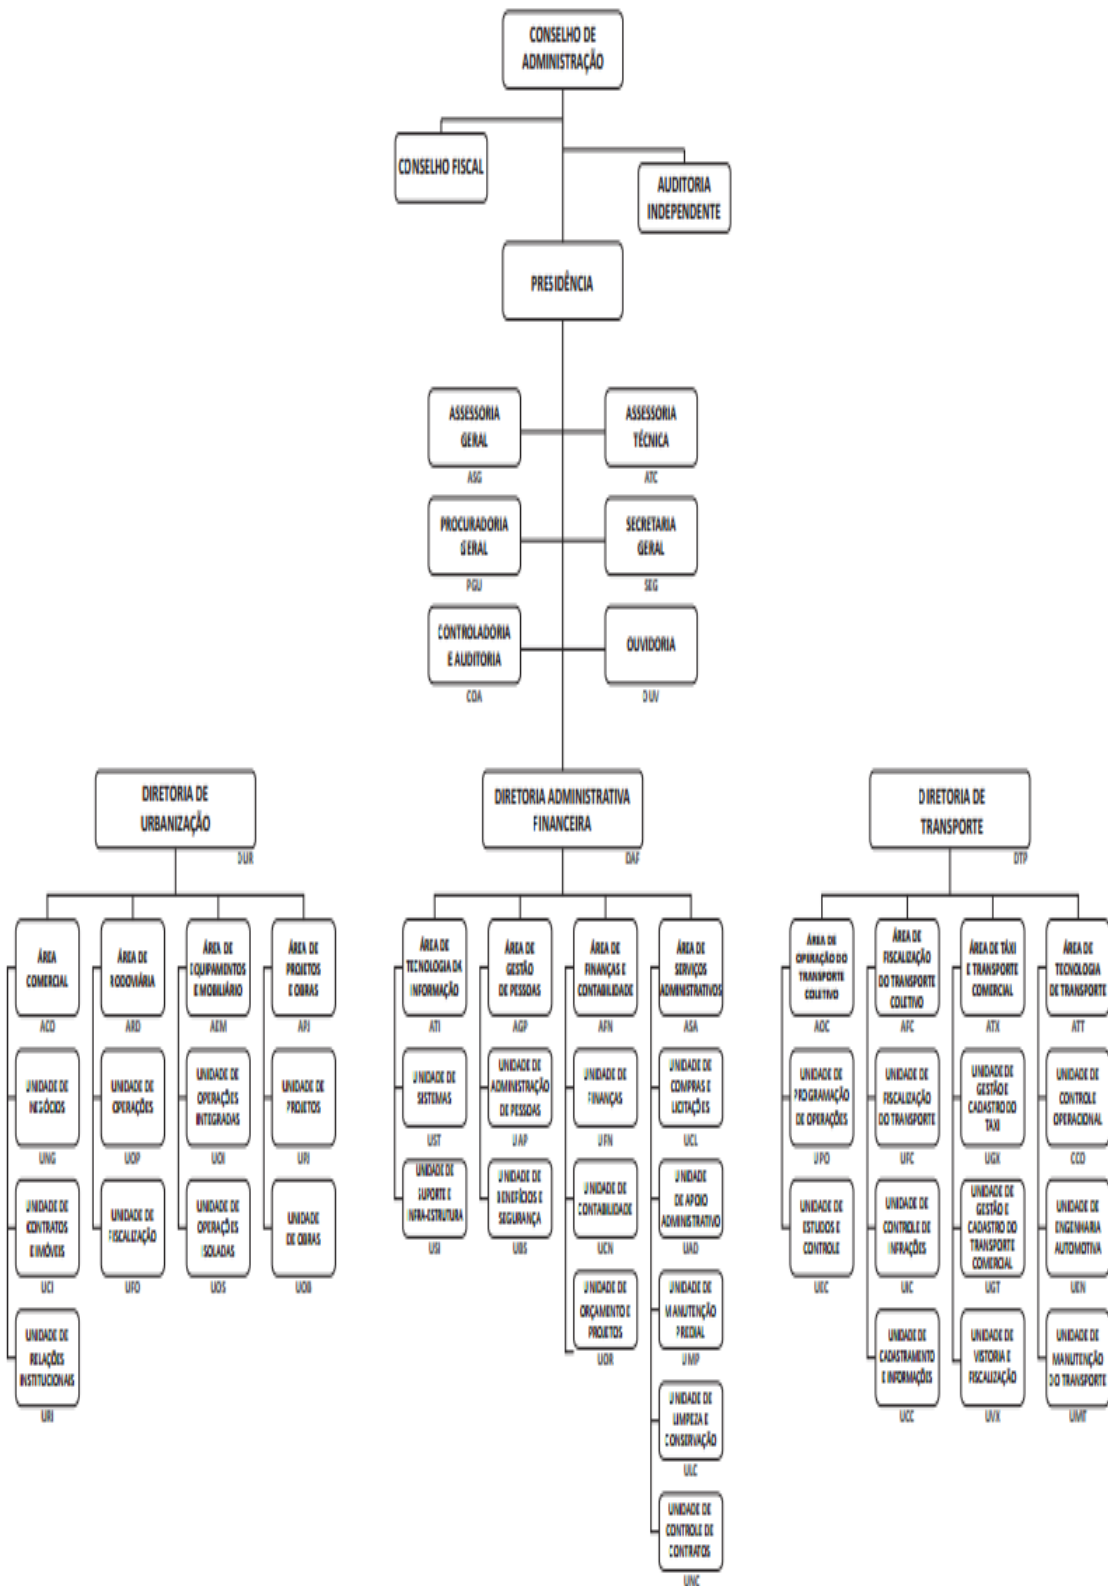 CONSELHO DE
ADMINISTRAÇÃO
CONSELHO FISCAL
AUDITORIA
INDEPENDENTE
PRESIDÊNCIA
ASSESSORIA
GERAL
ASG
ASSESSORIA
TÉCNICA
ATC
PROCURADORIA
GERAL
PGU
SECRETARIA
GERAL
SEG
CONTROLADORIA
E AUDITORIA
COA
OUVIDORIA
OUV
DIRETORIA DE
URBANIZAÇÃO
DUR
DIRETORIA ADMINISTRATIVA
FINANCEIRA
DAF
DIRETORIA DE
TRANSPORTE
DTP
ÁREA
COMERCIAL
ACO
UNIDADE DE
NEGÓCIOS
UNG
UNIDADE DE
CONTRATOS
E IMÓVEIS
UCI
UNIDADE DE
RELAÇÕES
INSTITUCIONAIS
URI
ÁREA DE
RODOVIÁRIA
ARO
UNIDADE DE
OPERAÇÕES
UOP
UNIDADE DE
FISCALIZAÇÃO
UFO
ÁREA DE
EQUIPAMENTOS
E MOBILIÁRIO
AEM
UNIDADE DE
OPERAÇÕES
INTEGRADAS
UOI
UNIDADE DE
OPERAÇÕES
ISOLADAS
UOS
ÁREA DE
PROJETOS
E OBRAS
APJ
UNIDADE DE
PROJETOS
UPJ
UNIDADE
DE OBRAS
UOB
ÁREA DE
TECNOLOGIA DA
INFORMAÇÃO
ATI
UNIDADE DE
SISTEMAS
UST
UNIDADE DE
SUPORTE E
INFRA-ESTRUTURA
USI
ÁREA DE
GESTÃO
DE PESSOAS
AGP
UNIDADE DE
ADMINISTRAÇÃO
DE PESSOAS
UAP
UNIDADE DE
BENEFÍCIOS E
SEGURANÇA
UBS
ÁREA DE
FINANÇAS E
CONTABILIDADE
AFN
UNIDADE DE
FINANÇAS
UFN
UNIDADE DE
CONTABILIDADE
UCN
UNIDADE DE
ORÇAMENTO E
PROJETOS
UOR
ÁREA DE
SERVIÇOS
ADMINISTRATIVOS
ASA
UNIDADE DE
COMPRAS E
LICITAÇÕES
UCL
UNIDADE
DE APOIO
ADMINISTRATIVO
UAD
UNIDADE DE
MANUTENÇÃO
PREDIAL
UMP
UNIDADE DE
LIMPEZA E
CONSERVAÇÃO
ULC
UNIDADE DE
CONTROLE DE
CONTRATOS
UNC
ÁREA DE
OPERAÇÃO DO
TRANSPORTE
COLETIVO
AOC
UNIDADE DE
PROGRAMAÇÃO
DE OPERAÇÕES
UPO
UNIDADE DE
ESTUDOS E
CONTROLE
UEC
ÁREA DE
FISCALIZAÇÃO
DO TRANSPORTE
COLETIVO
AFC
UNIDADE DE
FISCALIZAÇÃO
DO TRANSPORTE
UFC
UNIDADE DE
CONTROLE DE
INFRAÇÕES
UIC
UNIDADE DE
CADASTRAMENTO
E INFORMAÇÕES
UCC
ÁREA DE TÁXI
E TRANSPORTE
COMERCIAL
ATX
UNIDADE DE
GESTÃO E
CADASTRO DO
TAXI
UGX
UNIDADE DE
GESTÃO E
CADASTRO DO
TRANSPORTE
COMERCIAL
UGT
UNIDADE DE
VISTORIA E
FISCALIZAÇÃO
UVX
ÁREA DE
TECNOLOGIA
DE TRANSPORTE
ATT
UNIDADE DE
CONTROLE
OPERACIONAL
CCO
UNIDADE DE
ENGENHARIA
AUTOMOTIVA
UEN
UNIDADE DE
MANUTENÇÃO
DO TRANSPORTE
UMT